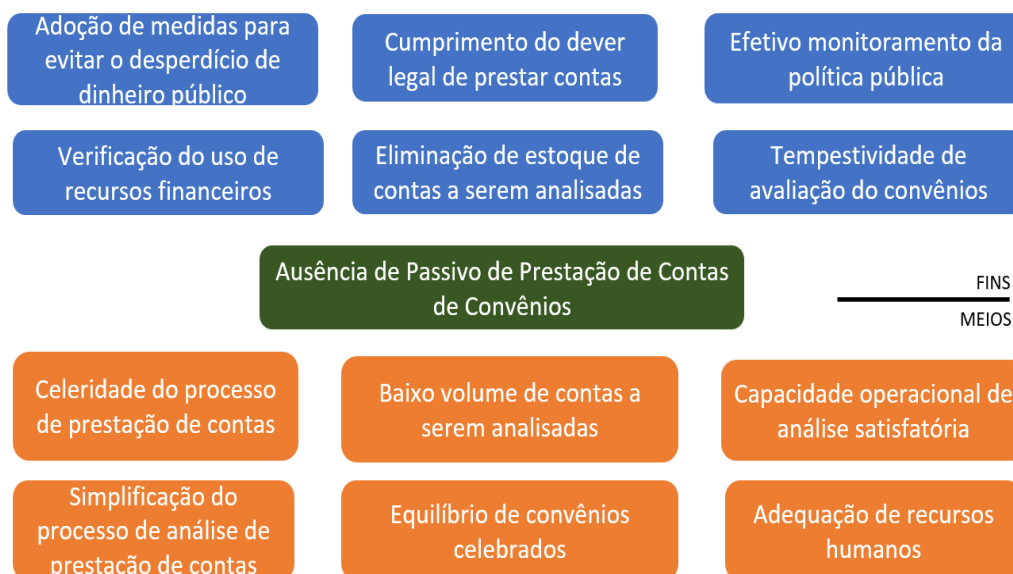 Adoção de medidas para
evitar o desperdício de
dinheiro público
Cumprimento do dever
legal de prestar contas
Efetivo monitoramento da
política pública
Verificação do uso de
recursos financeiros
Eliminação de estoque de
contas a serem analisadas
Tempestividade de
avaliação do convênios
Ausência de Passivo de Prestação de Contas
de Convênios
FINS
MEIOS
Celeridade do processo
de prestação de contas
Baixo volume de contas a
serem analisadas
Capacidade operacional de
análise satisfatória
Simplificação do
processo de análise de
prestação de contas
Equilíbrio de convênios
celebrados
Adequação de recursos
humanos